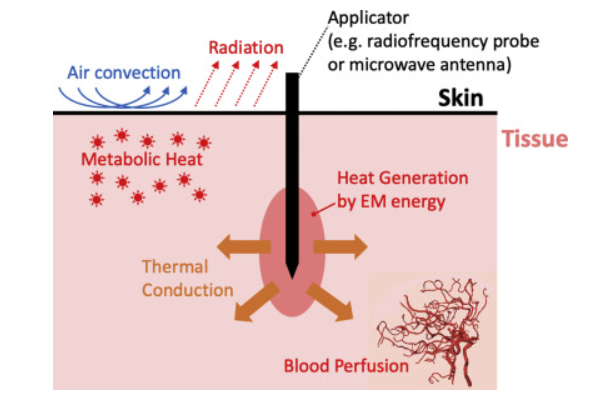 Applicator
(e.g. radiofrequency probe
or microwave antenna)
Radiation
Air convection
Skin
Tissue
Metabolic Heat
Heat Generation
by EM energy
Thermal
Conduction
Blood Perfusion